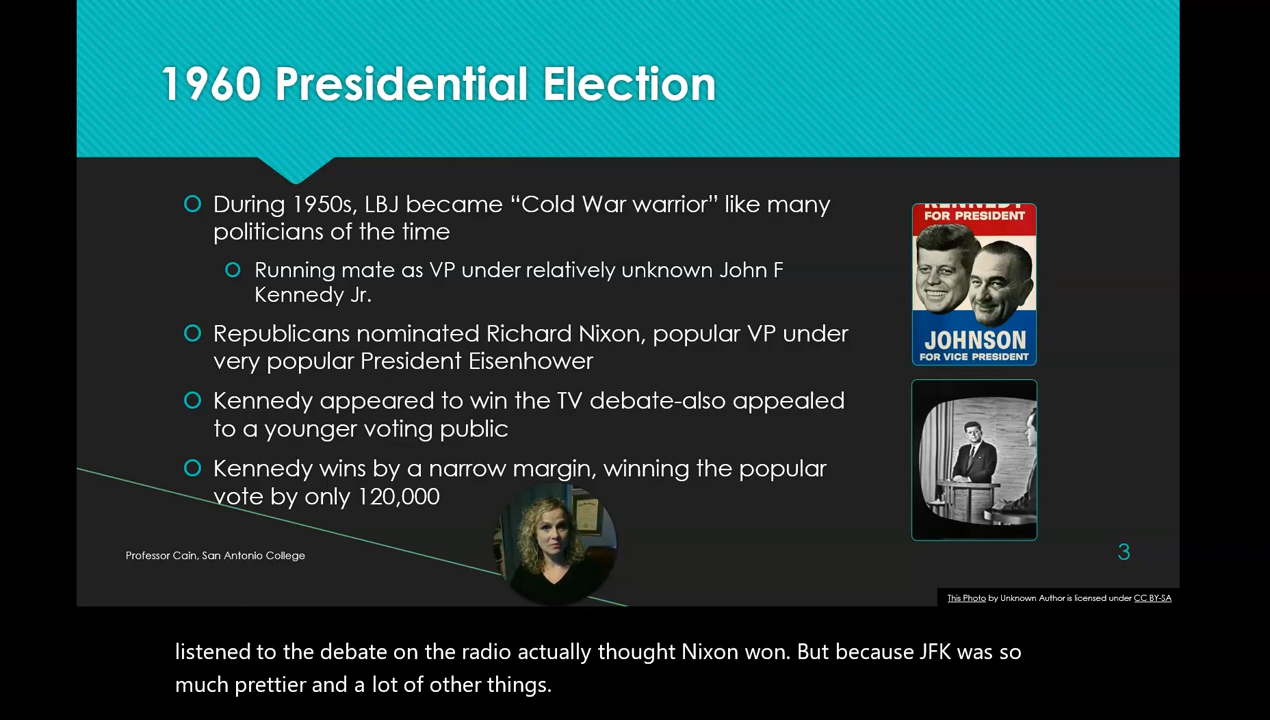 1960 Presidential Election
During 1950s, LBJ became “Cold War warrior” like many
politicians of the time
Running mate as VP under relatively unknown John F
Kennedy Jr.
Republicans nominated Richard Nixon, popular VP under
very popular President Eisenhower
Kennedy appeared to win the TV debate-also appealed
to a younger voting public
Kennedy wins by a narrow margin, winning the popular
vote by only 120,000
KENNEDY
FOR PRESIDENT
JOHNSON
FOR VICE PRESIDENT
Professor Cain, San Antonio College
3
This Photo by Unknown Author is licensed under CC BY-SA
listened to the debate on the radio actually thought Nixon won. But because JFK was so
much prettier and a lot of other things.